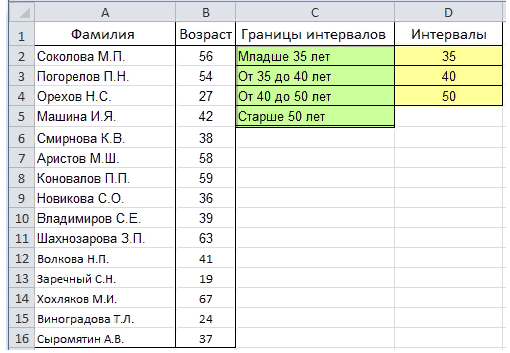 A B C D
1 Фамилия Возраст Границы интервалов Интервалы
2 Соколова М.П. 56 Младше 35 лет 35
3 Погорелов П.Н. 54 От 35 до 40 лет 40
4 Орехов Н.С. 27 От 40 до 50 лет 50
5 Машина И.Я. 42 Старше 50 лет
6 Смирнова К.В. 38
7 Аристов М.Ш. 58
8 Коновалов П.П. 59
9 Новикова С.О. 36
10 Владимиров С.Е. 39
11 Шахнозарова З.П. 63
12 Волкова Н.П. 41
13 Заречный С.Н. 19
14 Хохляков М.И. 67
15 Виноградова Т.Л. 24
16 Сыромятин А.В. 37